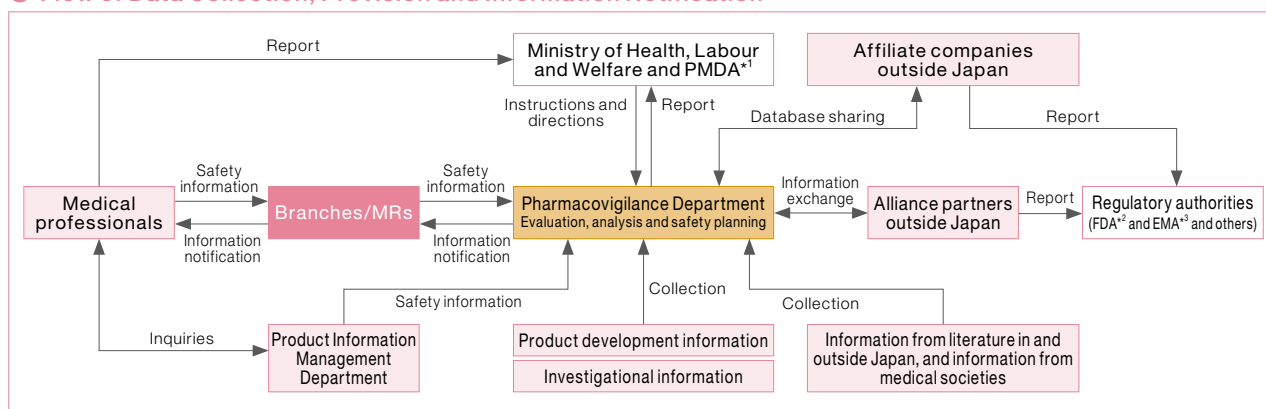 Report
Ministry of Health, Labour
and Welfare and PMDA*1
Affiliate companies
outside Japan
Instructions and
directions
Report
Database sharing
Report
Safety
information
Safety
information
Medical
professionals
Branches/MRs
Pharmacovigilance Department
Evaluation, analysis and safety planning
Information
exchange
Alliance partners
outside Japan
Report
Regulatory authorities
(FDA*2 and EMA*3 and others)
Information
notification
Information
notification
Safety information
Collection
Collection
Inquiries
Product Information
Management
Department
Product development information
Investigational information
Information from literature in and
outside Japan, and information from
medical societies